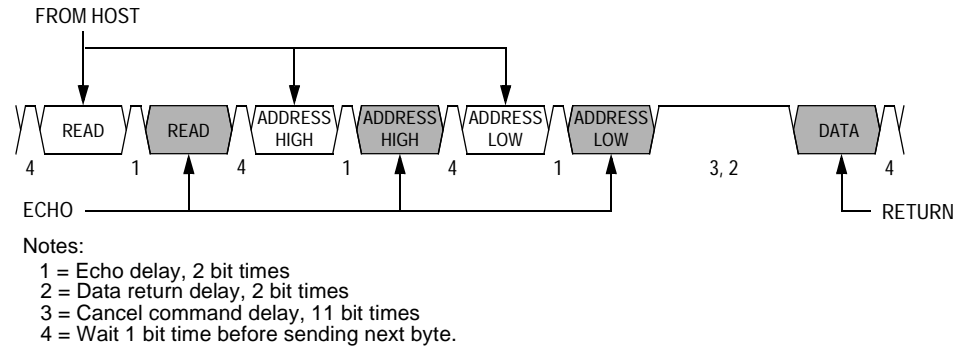 FROM HOST
READ READ ADDRESS HIGH ADDRESS HIGH ADDRESS LOW ADDRESS LOW DATA
4 1 4 1 4 1 3, 2 4
ECHO RETURN
Notes:
1 = Echo delay, 2 bit times
2 = Data return delay, 2 bit times
3 = Cancel command delay, 11 bit times
4 = Wait 1 bit time before sending next byte.